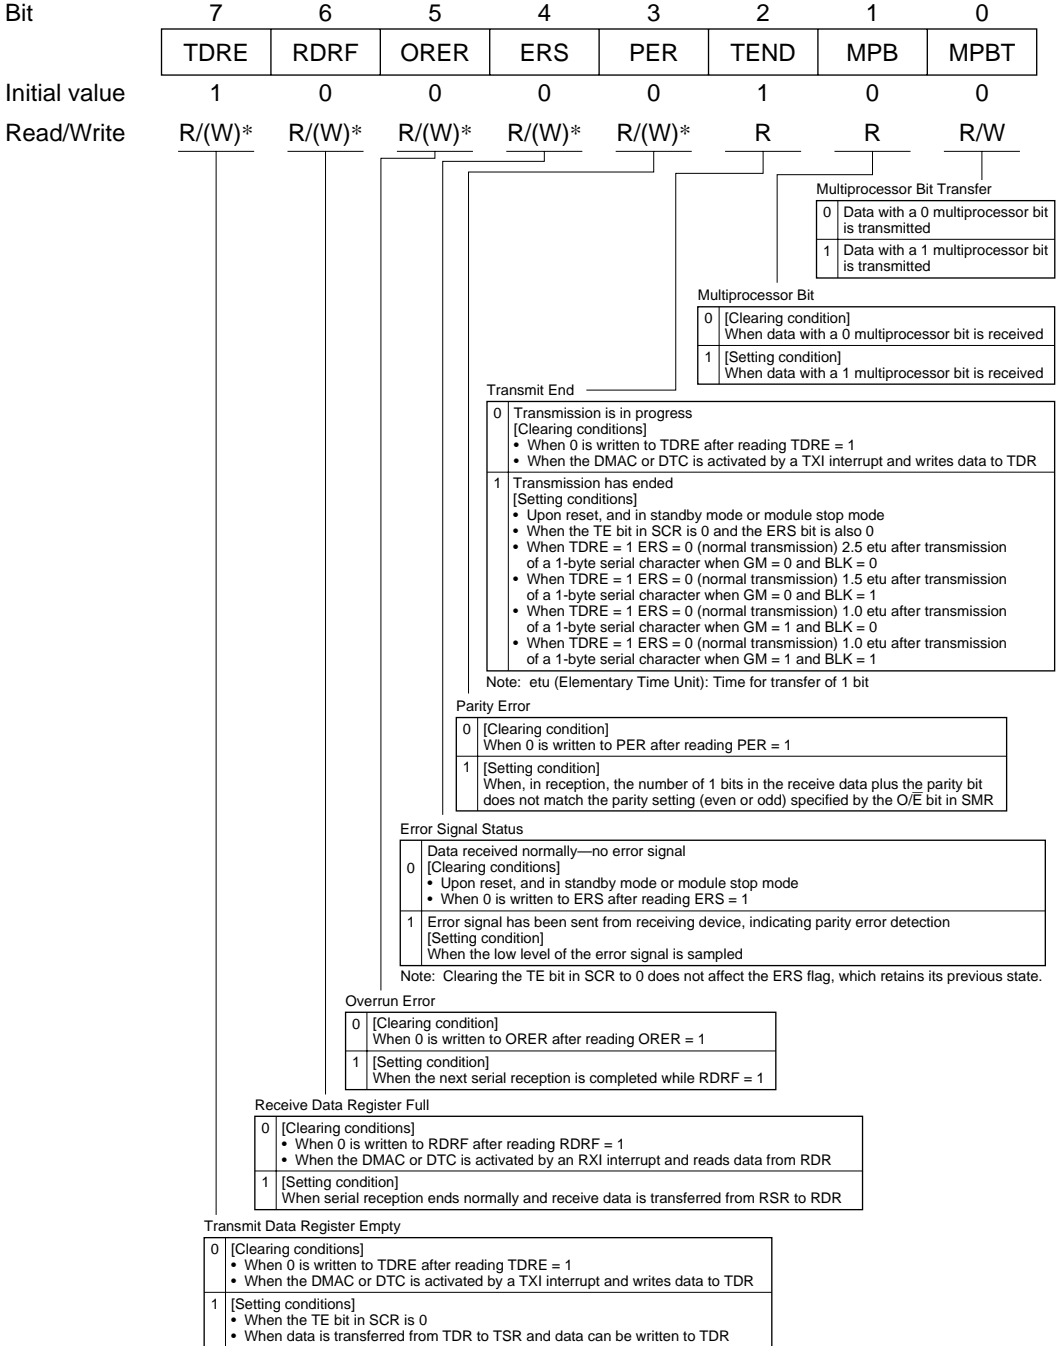 Bit 7 6 5 4 3 2 1 0
TDRE RDRF ORER ERS PER TEND MPB MPBT
Initial value 1 0 0 0 0 1 0 0
Read/Write R/(W)* R/(W)* R/(W)* R/(W)* R/(W)* R R R/W
Multiprocessor Bit Transfer
0 Data with a 0 multiprocessor bit
is transmitted
1 Data with a 1 multiprocessor bit
is transmitted
Multiprocessor Bit
0 [Clearing condition]
When data with a 0 multiprocessor bit is received
1 [Setting condition]
When data with a 1 multiprocessor bit is received
Transmit End
0 Transmission is in progress
[Clearing conditions]
• When 0 is written to TDRE after reading TDRE = 1
• When the DMAC or DTC is activated by a TXI interrupt and writes data to TDR
1 Transmission has ended
[Setting conditions]
• Upon reset, and in standby mode or module stop mode
• When the TE bit in SCR is 0 and the ERS bit is also 0
• When TDRE = 1 ERS = 0 (normal transmission) 2.5 etu after transmission
of a 1-byte serial character when GM = 0 and BLK = 0
• When TDRE = 1 ERS = 0 (normal transmission) 1.5 etu after transmission
of a 1-byte serial character when GM = 0 and BLK = 1
• When TDRE = 1 ERS = 0 (normal transmission) 1.0 etu after transmission
of a 1-byte serial character when GM = 1 and BLK = 0
• When TDRE = 1 ERS = 0 (normal transmission) 1.0 etu after transmission
of a 1-byte serial character when GM = 1 and BLK = 1
Note: etu (Elementary Time Unit): Time for transfer of 1 bit
Parity Error
0 [Clearing condition]
When 0 is written to PER after reading PER = 1
1 [Setting condition]
When, in reception, the number of 1 bits in the receive data plus the parity bit
does not match the parity setting (even or odd) specified by the O/E̅ bit in SMR
Error Signal Status
Data received normally—no error signal
0 [Clearing conditions]
• Upon reset, and in standby mode or module stop mode
• When 0 is written to ERS after reading ERS = 1
1 Error signal has been sent from receiving device, indicating parity error detection
[Setting condition]
When the low level of the error signal is sampled
Note: Clearing the TE bit in SCR to 0 does not affect the ERS flag, which retains its previous state.
Overrun Error
0 [Clearing condition]
When 0 is written to ORER after reading ORER = 1
1 [Setting condition]
When the next serial reception is completed while RDRF = 1
Receive Data Register Full
0 [Clearing conditions]
• When 0 is written to RDRF after reading RDRF = 1
• When the DMAC or DTC is activated by an RXI interrupt and reads data from RDR
1 [Setting condition]
When serial reception ends normally and receive data is transferred from RSR to RDR
Transmit Data Register Empty
0 [Clearing conditions]
• When 0 is written to TDRE after reading TDRE = 1
• When the DMAC or DTC is activated by a TXI interrupt and writes data to TDR
1 [Setting conditions]
• When the TE bit in SCR is 0
• When data is transferred from TDR to TSR and data can be written to TDR